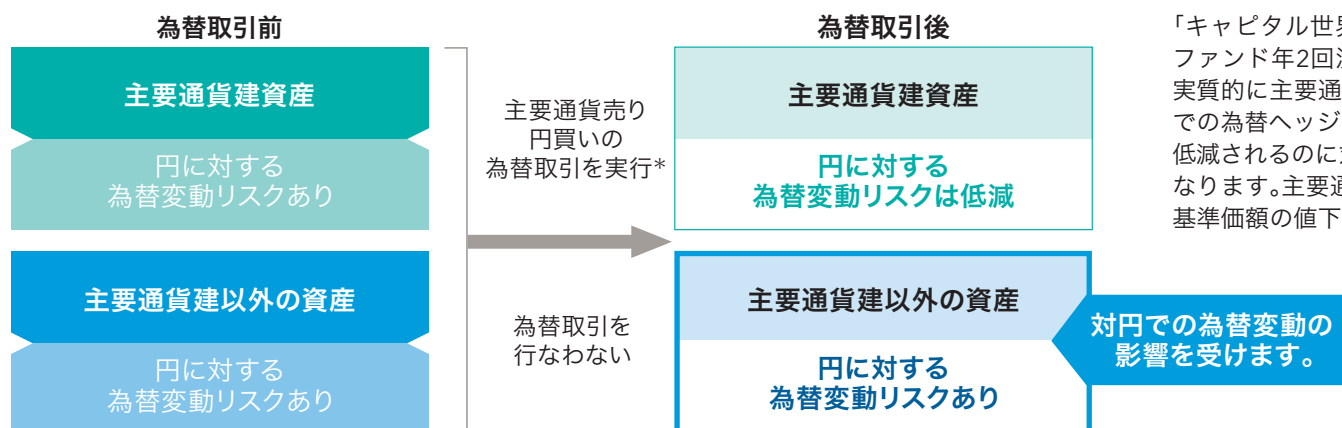 為替取引前
主要通貨建資産
円に対する
為替変動リスクあり
主要通貨建以外の資産
円に対する
為替変動リスクあり
主要通貨売り
円買いの
為替取引を実行*
為替取引を
行なわない
為替取引後
主要通貨建資産
円に対する
為替変動リスクは低減
主要通貨建以外の資産
円に対する
為替変動リスクあり
対円での為替変動の
影響を受けます。
「キャピタル世
ファンド年2回
実質的に主要通
での為替ヘッジ
低減されるのに
なります。主要通
基準価額の値下